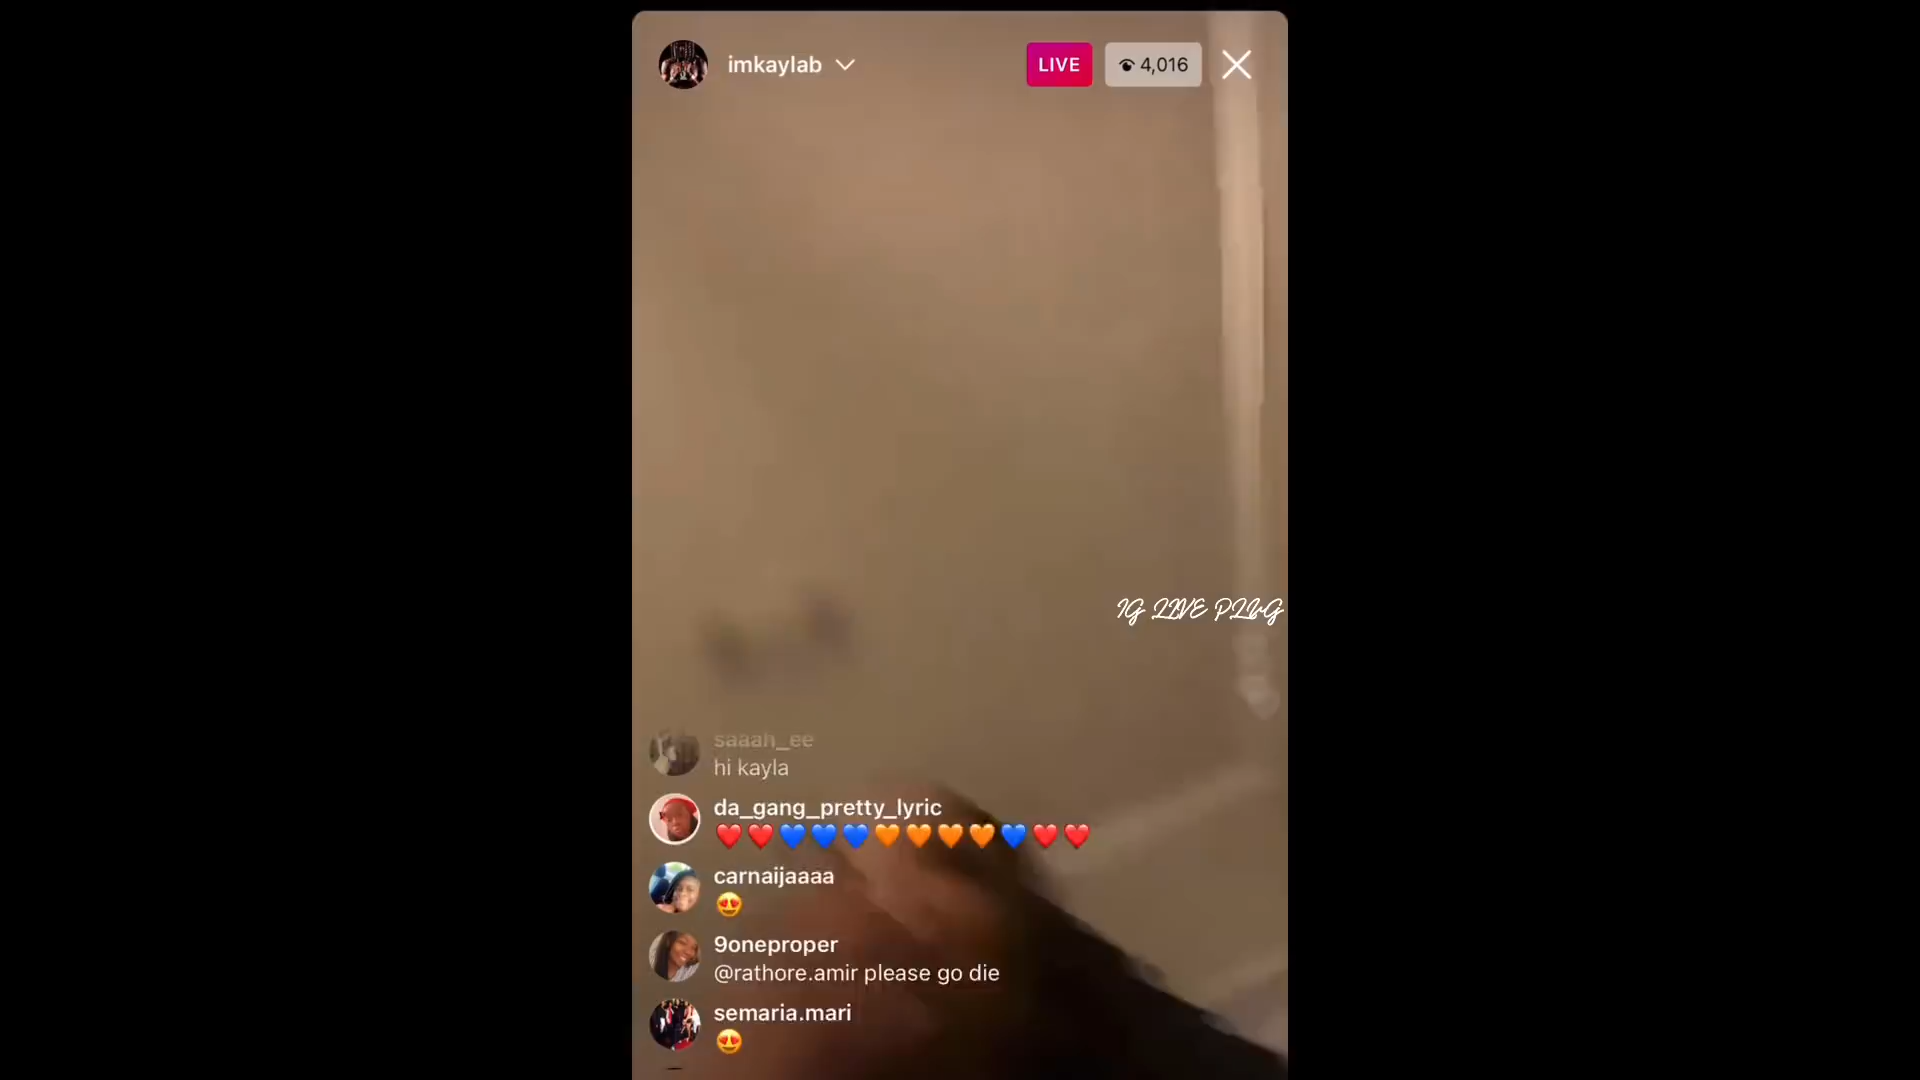 imkaylab
LIVE
4,016
IG LIVE PLUG
saaah_ee
hi kayla
da_gang_pretty_lyric
❤️❤️💙💙💙🧡🧡🧡🧡💙❤️❤️
carnaijaaaa
😍
9oneproper
@rathore.amir please go die
semaria.mari
😍